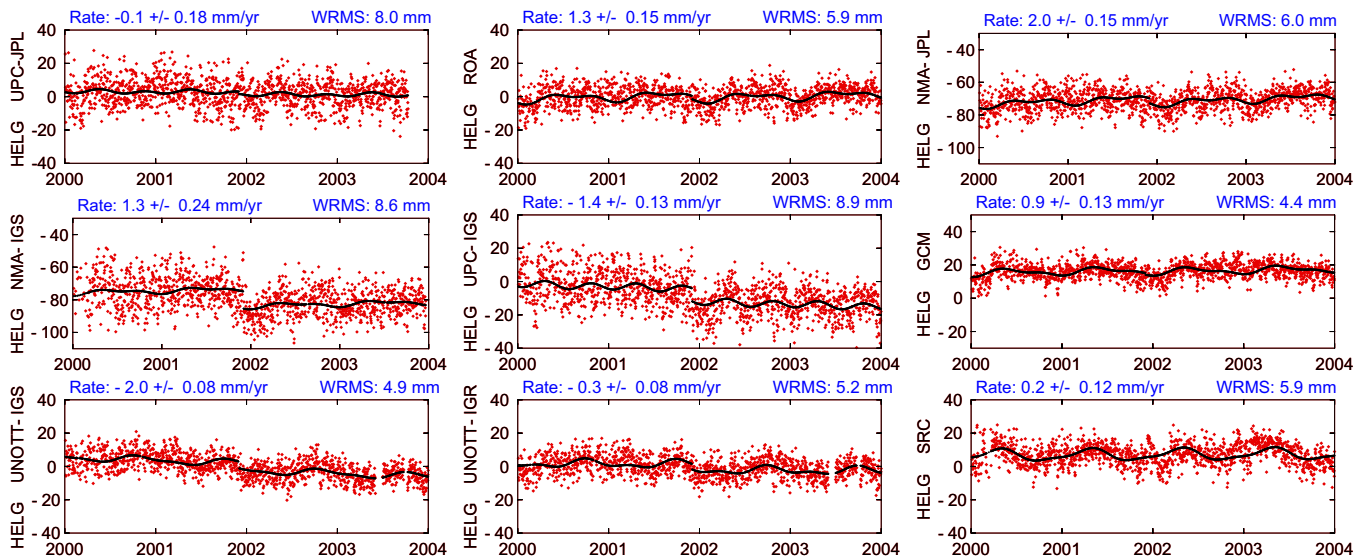 Rate: -0.1 +/- 0.18 mm/yr WRMS: 8.0 mm
HELG UPC-JPL
40
20
0
-20
-40
2000 2001 2002 2003 2004
Rate: 1.3 +/- 0.15 mm/yr WRMS: 5.9 mm
HELG ROA
40
20
0
- 20
- 40
2000 2001 2002 2003 2004
Rate: 2.0 +/- 0.15 mm/yr WRMS: 6.0 mm
HELG NMA- JPL
- 40
- 60
- 80
- 100
2000 2001 2002 2003 2004
Rate: 1.3 +/- 0.24 mm/yr WRMS: 8.6 mm
HELG NMA- IGS
- 40
- 60
- 80
- 100
2000 2001 2002 2003 2004
Rate: - 1.4 +/- 0.13 mm/yr WRMS: 8.9 mm
HELG UPC- IGS
40
20
0
- 20
- 40
2000 2001 2002 2003 2004
Rate: 0.9 +/- 0.13 mm/yr WRMS: 4.4 mm
HELG GCM
40
20
0
- 20
2000 2001 2002 2003 2004
Rate: - 2.0 +/- 0.08 mm/yr WRMS: 4.9 mm
HELG UNOTT- IGS
40
20
0
- 20
- 40
2000 2001 2002 2003 2004
Rate: - 0.3 +/- 0.08 mm/yr WRMS: 5.2 mm
HELG UNOTT- IGR
40
20
0
- 20
- 40
2000 2001 2002 2003 2004
Rate: 0.2 +/- 0.12 mm/yr WRMS: 5.9 mm
HELG SRC
40
20
0
- 20
- 40
2000 2001 2002 2003 2004